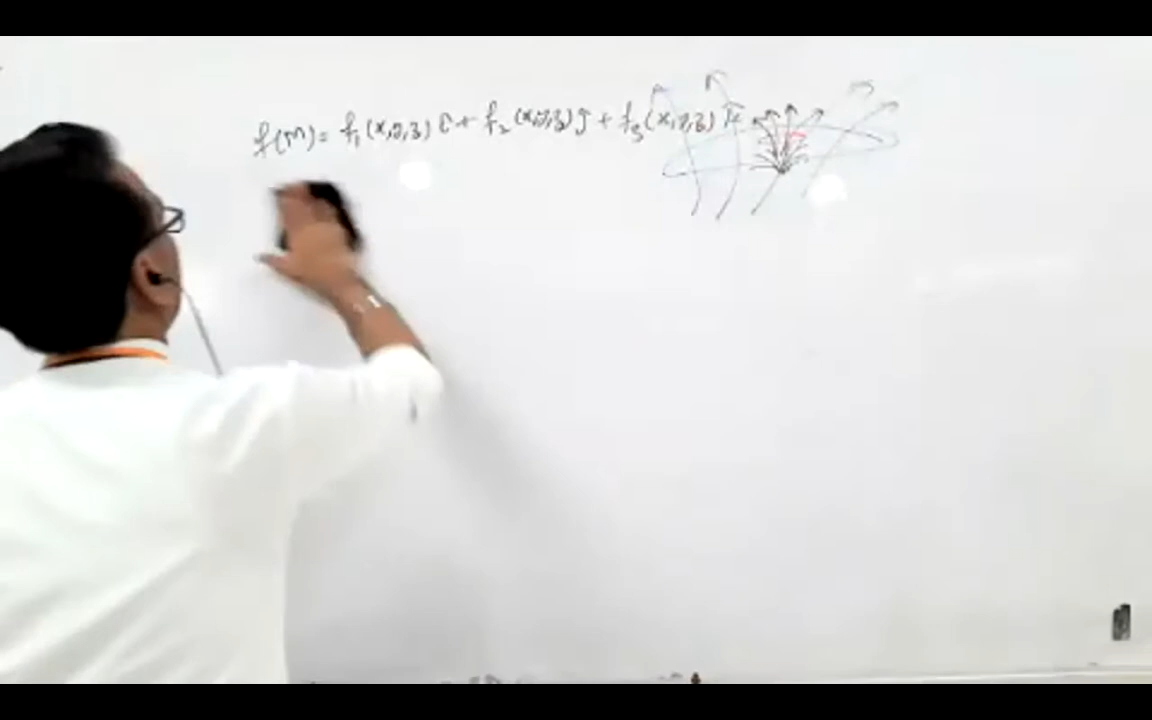 f(m) = f₁(x,y,z) î + f₂(x,y,z) ĵ + f₃(x,y,z) k̂